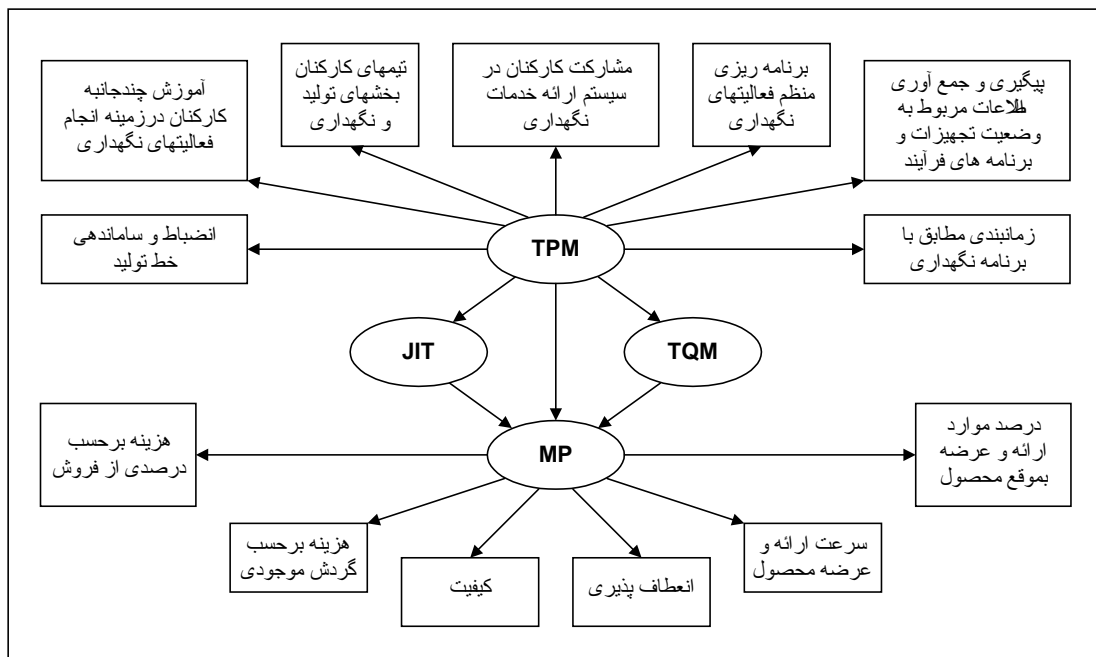 پیگیری و جمع آوری
اطلاعات مربوط به
وضعیت تجهیزات و
برنامه های فرآیند
برنامه ریزی
منظم فعالیتهای
نگهداری
مشارکت کارکنان در
سیستم ارائه خدمات
نگهداری
تیمهای کارکنان
بخشهای تولید
و نگهداری
آموزش چندجانبه
کارکنان درزمینه انجام
فعالیتهای نگهداری
زمانبندی مطابق با
برنامه نگهداری
TPM
انضباط و ساماندهی
خط تولید
TQM
JIT
درصد موارد
ارائه و عرضه
بموقع محصول
MP
هزینه برحسب
درصدی از فروش
سرعت ارائه و
عرضه محصول
انعطاف پذیری
کیفیت
هزینه برحسب
گردش موجودی